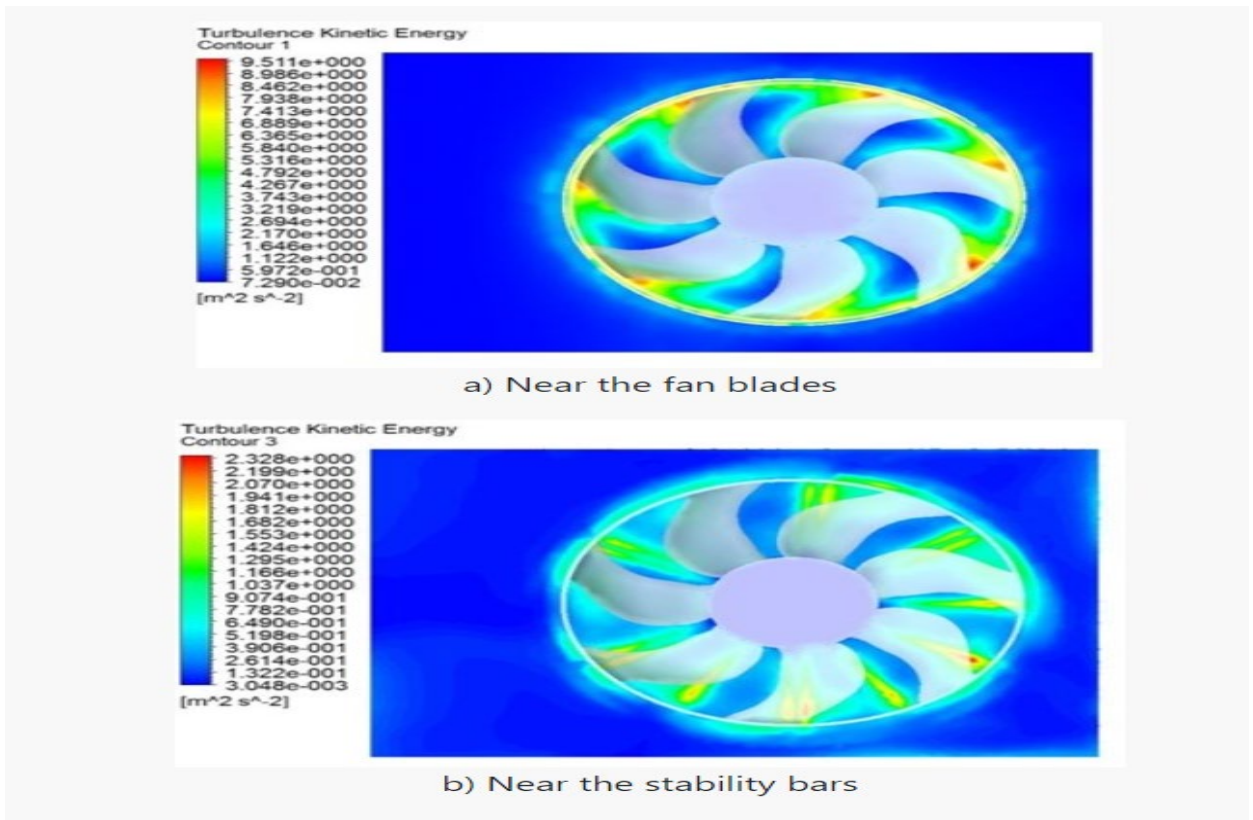 Turbulence Kinetic Energy
Contour 1
9.511e+000
8.986e+000
8.462e+000
7.938e+000
7.413e+000
6.889e+000
6.365e+000
5.840e+000
5.316e+000
4.792e+000
4.267e+000
3.743e+000
3.219e+000
2.694e+000
2.170e+000
1.646e+000
1.122e+000
5.972e-001
7.290e-002
[m^2 s^-2]
a) Near the fan blades
Turbulence Kinetic Energy
Contour 3
2.328e+000
2.199e+000
2.070e+000
1.941e+000
1.812e+000
1.682e+000
1.553e+000
1.424e+000
1.295e+000
1.166e+000
1.037e+000
9.074e-001
7.782e-001
6.490e-001
5.198e-001
3.906e-001
2.614e-001
1.322e-001
3.048e-003
[m^2 s^-2]
b) Near the stability bars